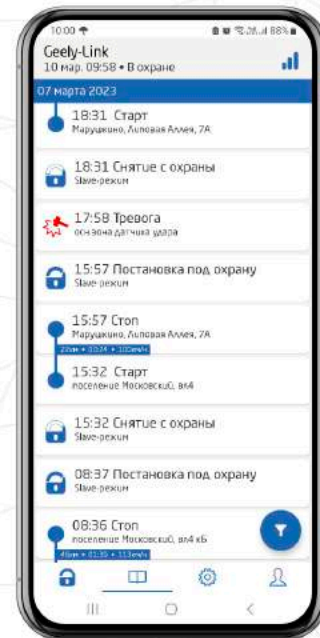 10:00
88%
Geely-Link
10 мар. 09:58 • В охране
07 марта 2023
18:31 Старт
Марушкино, Липовая Аллея, 7А
18:31 Снятие с охраны
Slave-режим
17:58 Тревога
осн зона датчика удара
15:57 Постановка под охрану
Slave-режим
15:57 Стоп
Марушкино, Липовая Аллея, 7А
15:32 Старт
поселение Московский, вл4
15:32 Снятие с охраны
Slave-режим
08:37 Постановка под охрану
Slave-режим
08:36 Стоп
поселение Московский, вл4 кБ